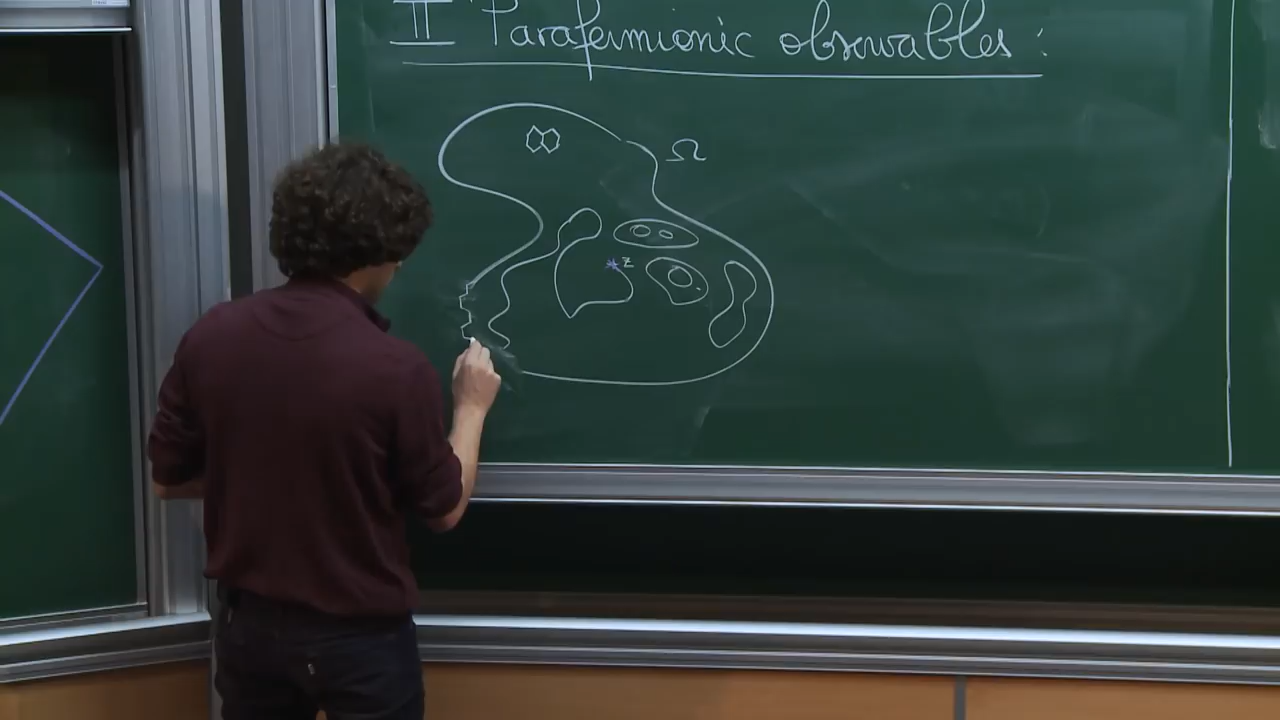 II Parafermionic observables :
Ω
z